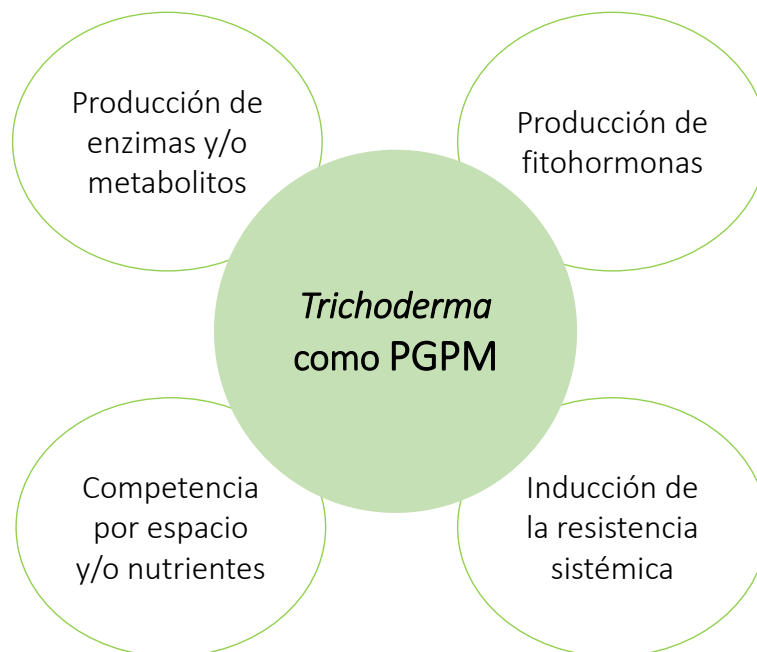 Producción de
enzimas y/o
metabolitos
Producción de
fitohormonas
Trichoderma
como PGPM
Competencia
por espacio
y/o nutrientes
Inducción de
la resistencia
sistémica